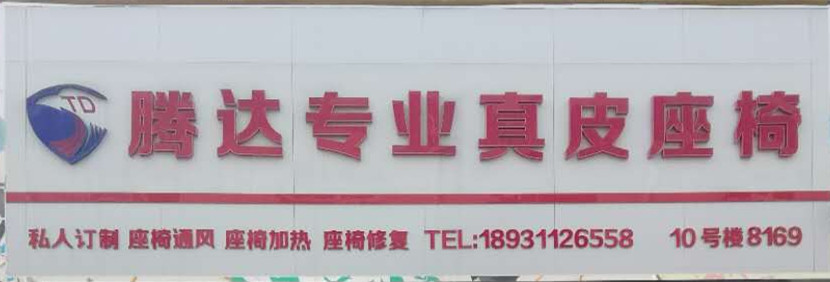 TD
腾达专业真皮座椅
私人订制 座椅通风 座椅加热 座椅修复 TEL:18931126558 10号楼8169